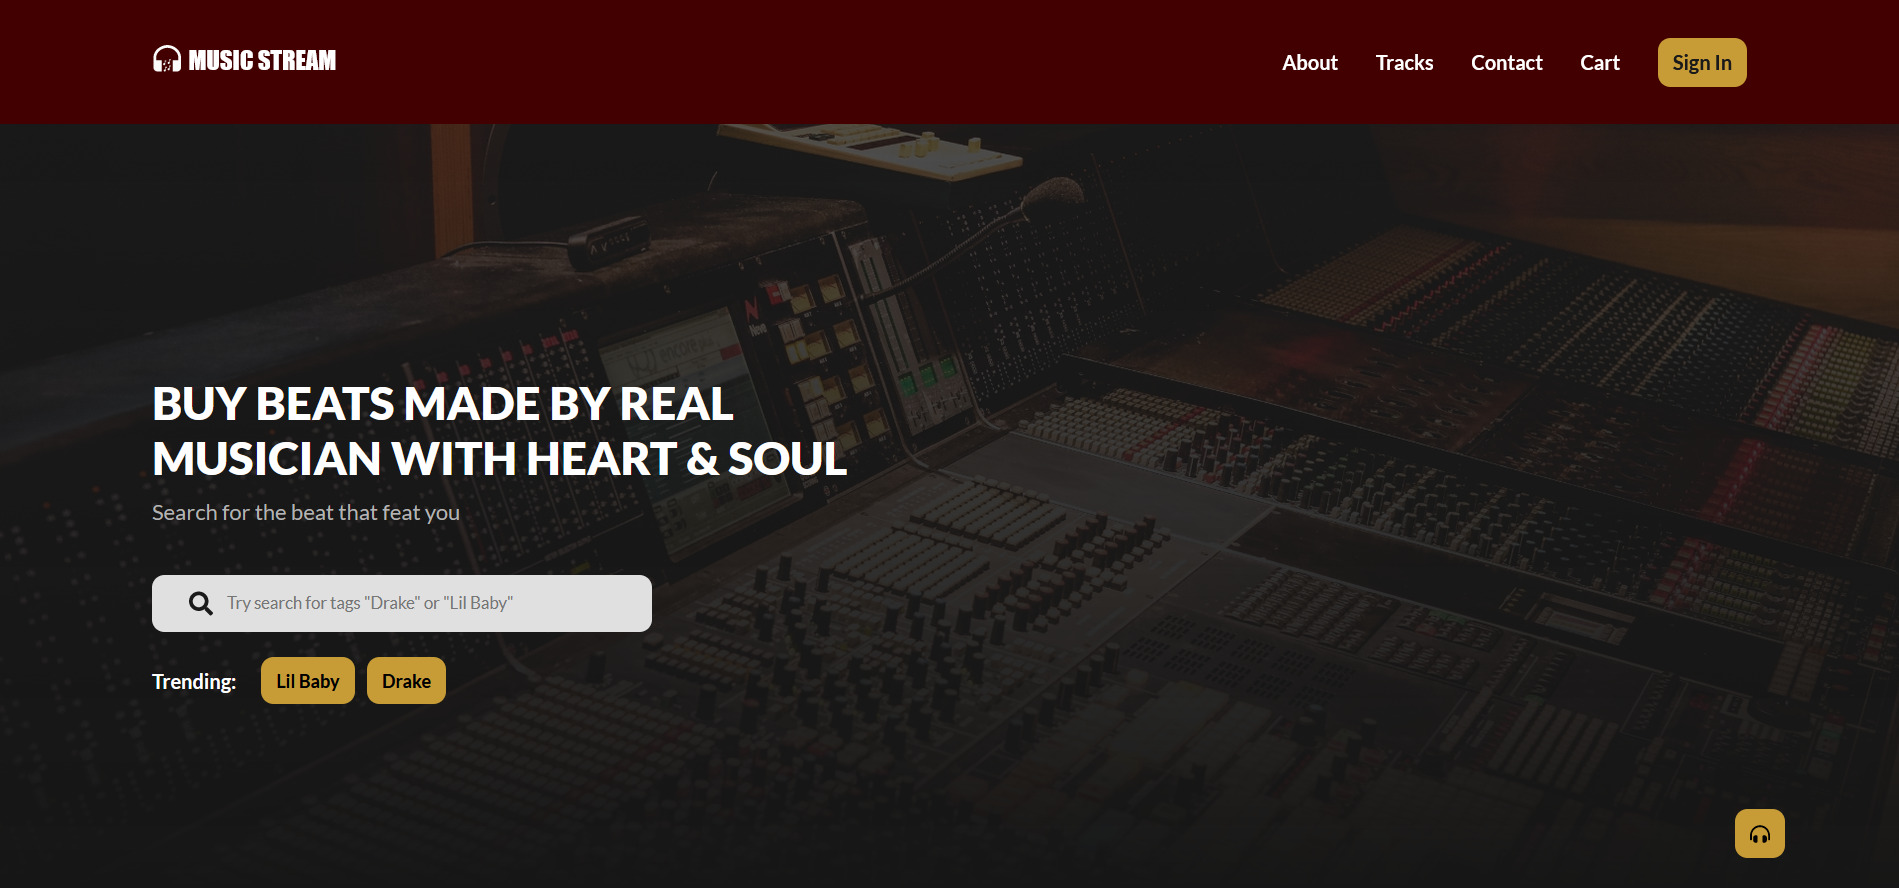 MUSIC STREAM
About Tracks Contact Cart Sign In
Neve
BUY BEATS MADE BY REAL
MUSICIAN WITH HEART & SOUL
Search for the beat that feat you
Try search for tags "Drake" or "Lil Baby"
Trending: Lil Baby Drake